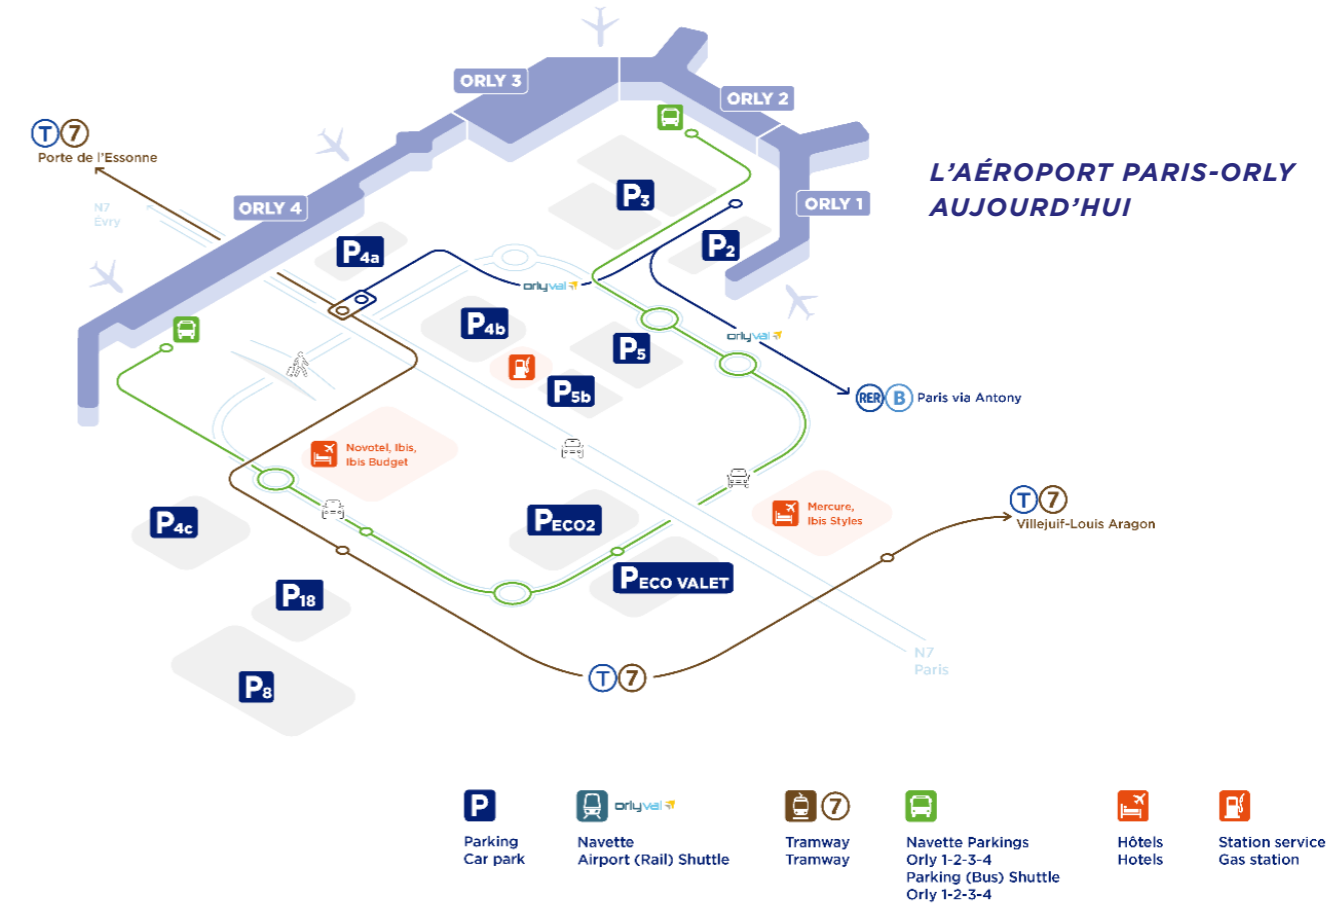 ORLY 3
ORLY 2
T 7
Porte de l'Essonne
L'AÉROPORT PARIS-ORLY
AUJOURD'HUI
N7
Évry
ORLY 4
P3
ORLY 1
P4a
P2
orlyval
P4b
orlyval
P5
P5b
RER B Paris via Antony
Novotel, Ibis,
Ibis Budget
T 7
Villejuif-Louis Aragon
Mercure,
Ibis Styles
P4c
PECO2
PECO VALET
P18
N7
Paris
T 7
P8
P
orlyval
7
Parking
Car park
Navette
Airport (Rail) Shuttle
Tramway
Tramway
Navette Parkings
Orly 1-2-3-4
Parking (Bus) Shuttle
Orly 1-2-3-4
Hôtels
Hotels
Station service
Gas station